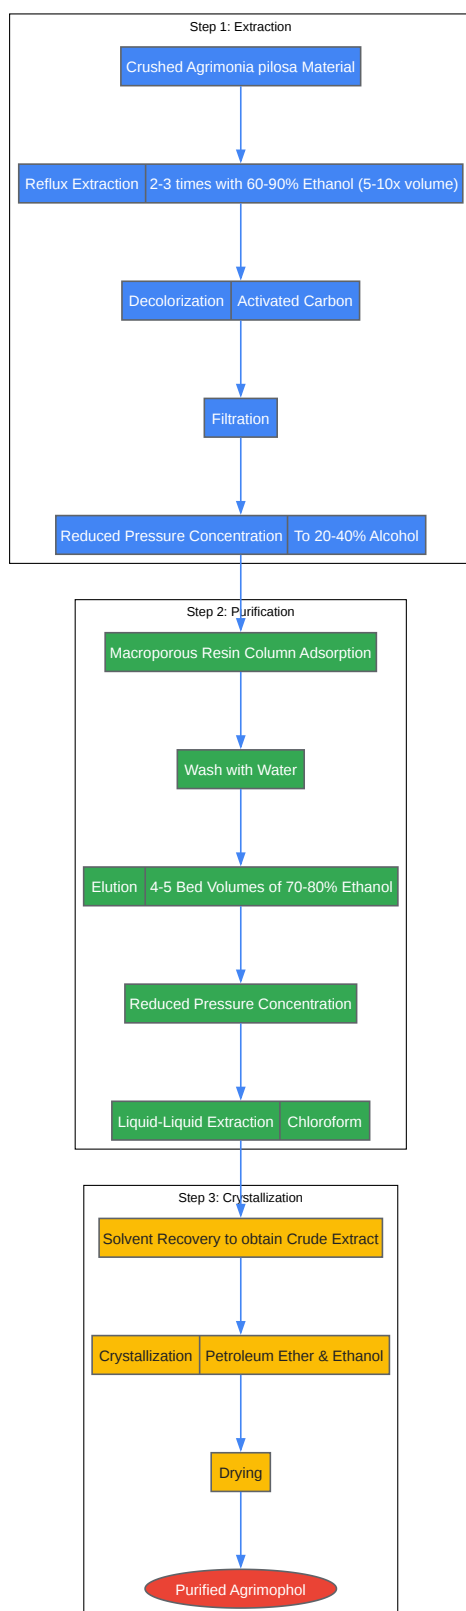 Step 1: Extraction
Crushed Agrimonia pilosa Material
Reflux Extraction
2-3 times with 60-90% Ethanol (5-10x volume)
Decolorization
Activated Carbon
Filtration
Reduced Pressure Concentration
To 20-40% Alcohol
Step 2: Purification
Macroporous Resin Column Adsorption
Wash with Water
Elution
4-5 Bed Volumes of 70-80% Ethanol
Reduced Pressure Concentration
Liquid-Liquid Extraction
Chloroform
Step 3: Crystallization
Solvent Recovery to obtain Crude Extract
Crystallization
Petroleum Ether & Ethanol
Drying
Purified Agrimophol